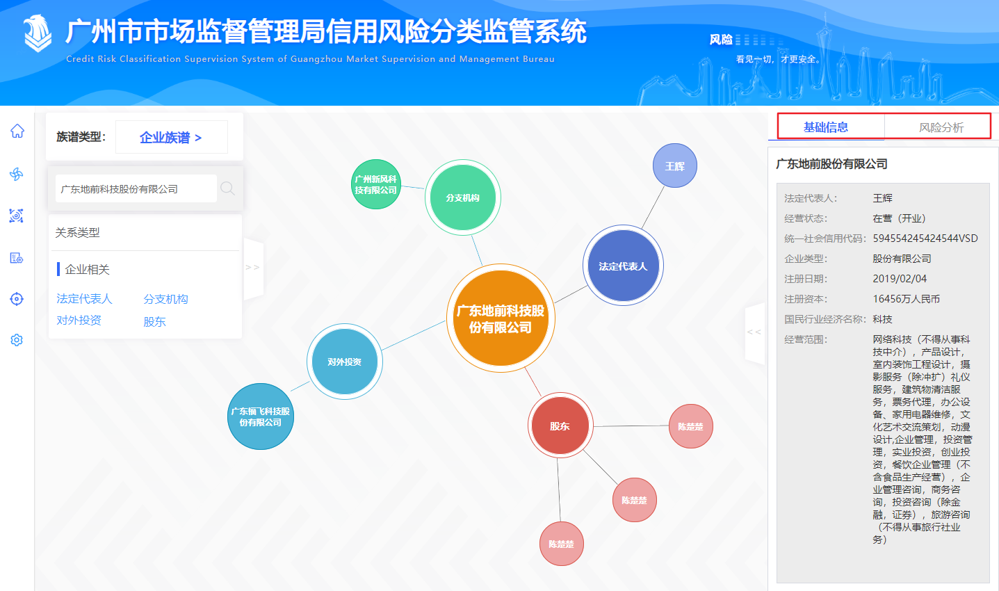 广州市市场监督管理局信用风险分类监管系统
Credit Risk Classification Supervision System of Guangzhou Market Supervision and Management Bureau
风险
看见一切，才更安全。
族谱类型：
企业族谱 >
广东地前科技股份有限公司
关系类型
企业相关
法定代表人
分支机构
对外投资
股东
> >
广州新风科
技有限公司
分支机构
王辉
法定代表人
广东地前科技股
份有限公司
对外投资
广东恒飞科技股
份有限公司
股东
陈楚楚
陈楚楚
陈楚楚
< <
基础信息
风险分析
广东地前股份有限公司
法定代表人： 王辉
经营状态： 在营（开业）
统一社会信用代码： 594554245424544VSD
企业类型： 股份有限公司
注册日期： 2019/02/04
注册资本： 16456万人民币
国民行业经济名称： 科技
经营范围： 网络科技（不得从事科
技中介），产品设计，
室内装饰工程设计，摄
影服务（除冲扩）礼仪
服务，建筑物清洁服
务，票务代理，办公设
备、家用电器维修，文
化艺术交流策划，动漫
设计,企业管理，投资管
理，实业投资，创业投
资，餐饮企业管理（不
含食品生产经营），企
业管理咨询，商务咨
询，投资咨询（除金
融，证券），旅游咨询
（不得从事旅行社业
务）